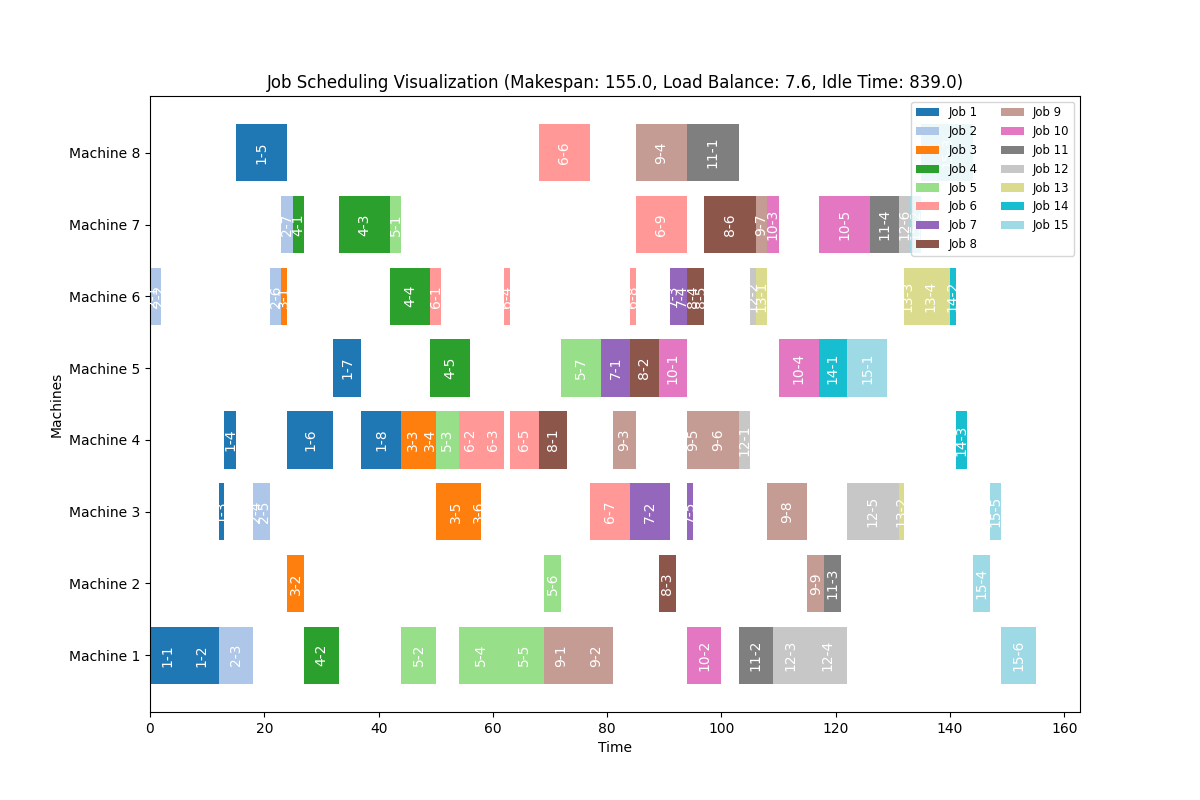 Job Scheduling Visualization (Makespan: 155.0, Load Balance: 7.6, Idle Time: 839.0)
Machines
Machine 8
1-5 6-6 9-4 11-1
Machine 7
2-7 4-1 4-3 5-1 6-9 8-6 9-7 10-3 10-5 11-4 12-6
Machine 6
2-6 3-1 4-4 6-1 6-4 6-8 7-3 7-4 8-4 8-5 12-2 13-1 13-3 13-4 14-2
Machine 5
1-7 4-5 5-7 7-1 8-2 10-1 10-4 14-1 15-1
Machine 4
1-4 1-6 1-8 3-3 3-4 5-3 6-2 6-3 6-5 8-1 9-3 9-5 9-6 12-1 14-3
Machine 3
1-3 2-4 2-5 3-5 3-6 6-7 7-2 7-5 9-8 12-5 13-2 15-5
Machine 2
3-2 5-6 8-3 9-9 11-3 15-4
Machine 1
1-1 1-2 2-3 4-2 5-2 5-4 5-5 9-1 9-2 10-2 11-2 12-3 12-4 15-6
0 20 40 60 80 100 120 140 160
Time
Job 1
Job 2
Job 3
Job 4
Job 5
Job 6
Job 7
Job 8
Job 9
Job 10
Job 11
Job 12
Job 13
Job 14
Job 15